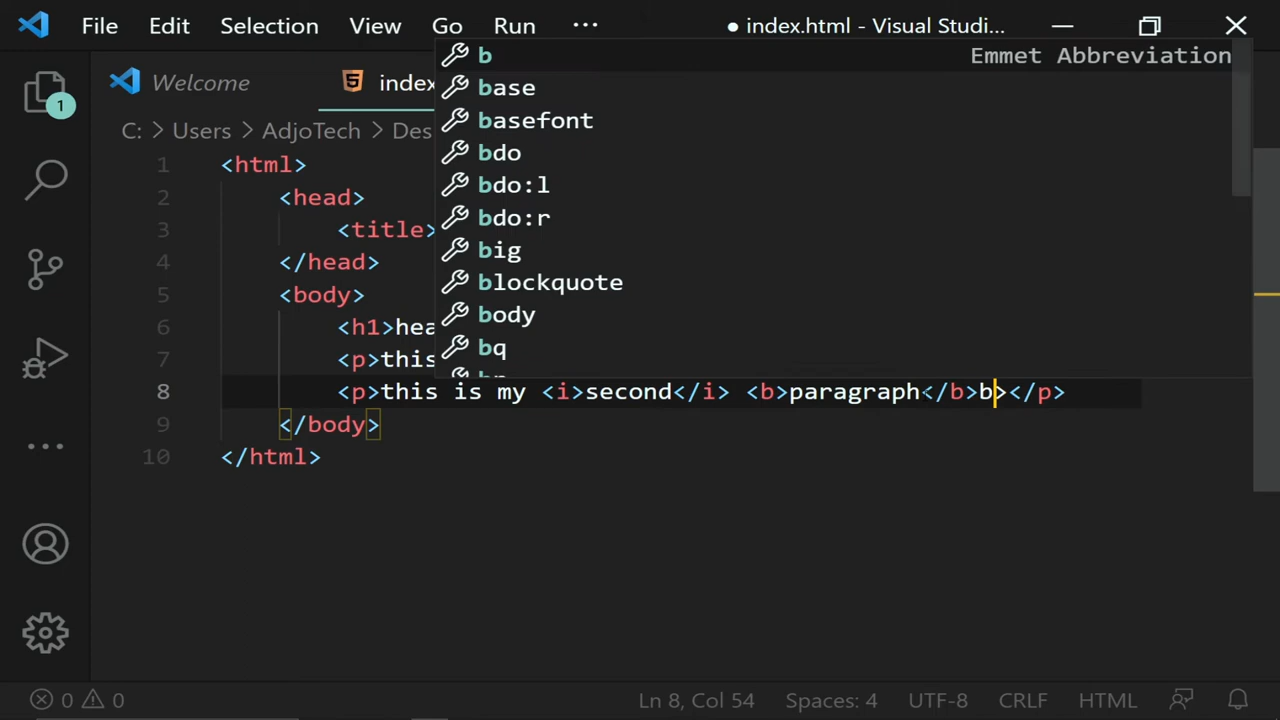 File Edit Selection View Go Run ··· ● index.html - Visual Studi...
b Emmet Abbreviation
Welcome index
base
basefont
C: > Users > AdjoTech > Des
bdo
1 <html>
bdo:l
2 <head>
bdo:r
3 <title>
big
4 </head>
blockquote
5 <body>
body
6 <h1>hea
bq
7 <p>this
8 <p>this is my <i>second</i> <b>paragraph</b>b></p>
9 </body>
10 </html>
1
0 0 Ln 8, Col 54 Spaces: 4 UTF-8 CRLF HTML